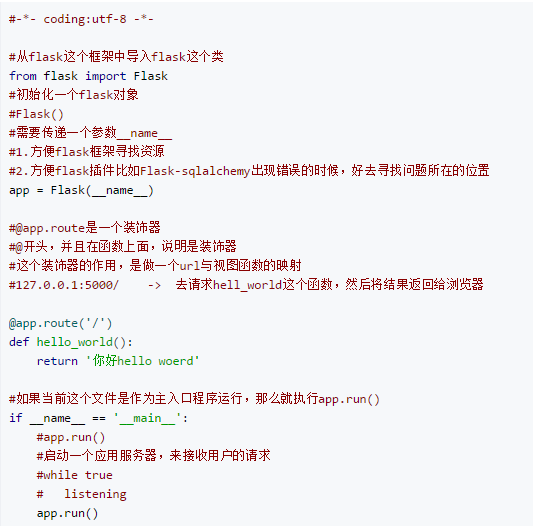 #-*- coding:utf-8 -*-
#从flask这个框架中导入flask这个类
from flask import Flask
#初始化一个flask对象
#Flask()
#需要传递一个参数__name__
#1.方便flask框架寻找资源
#2.方便flask插件比如Flask-sqlalchemy出现错误的时候，好去寻找问题所在的位置
app = Flask(__name__)
#@app.route是一个装饰器
#@开头，并且在函数上面，说明是装饰器
#这个装饰器的作用，是做一个url与视图函数的映射
#127.0.0.1:5000/    ->  去请求hell_world这个函数，然后将结果返回给浏览器
@app.route('/')
def hello_world():
    return '你好hello woerd'
#如果当前这个文件是作为主入口程序运行，那么就执行app.run()
if __name__ == '__main__':
    #app.run()
    #启动一个应用服务器，来接收用户的请求
    #while true
    #   listening
    app.run()